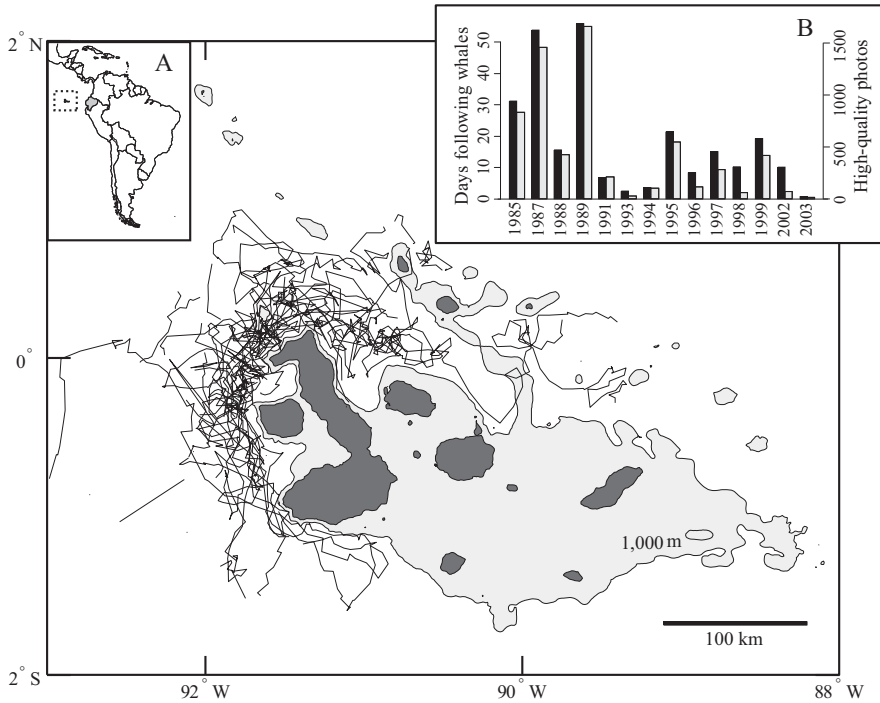 2° N
A
B
Days following whales
50
40
30
20
10
0
1500
1000
500
0
High-quality photos
1985
1987
1988
1989
1991
1993
1994
1995
1996
1997
1998
1999
2002
2003
0°
1,000 m
100 km
2° S
92° W
90° W
88° W